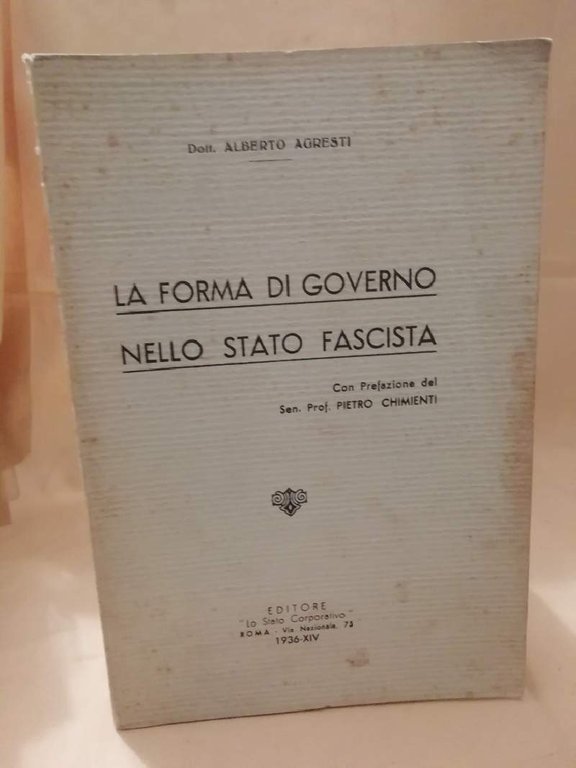 Dott. ALBERTO AGRESTI
LA FORMA DI GOVERNO
NELLO STATO FASCISTA
Con Prefazione del
Sen. Prof. PIETRO CHIMIENTI
EDITORE
"Lo Stato Corporativo"
ROMA - Via Nazionale, 75
1936-XIV